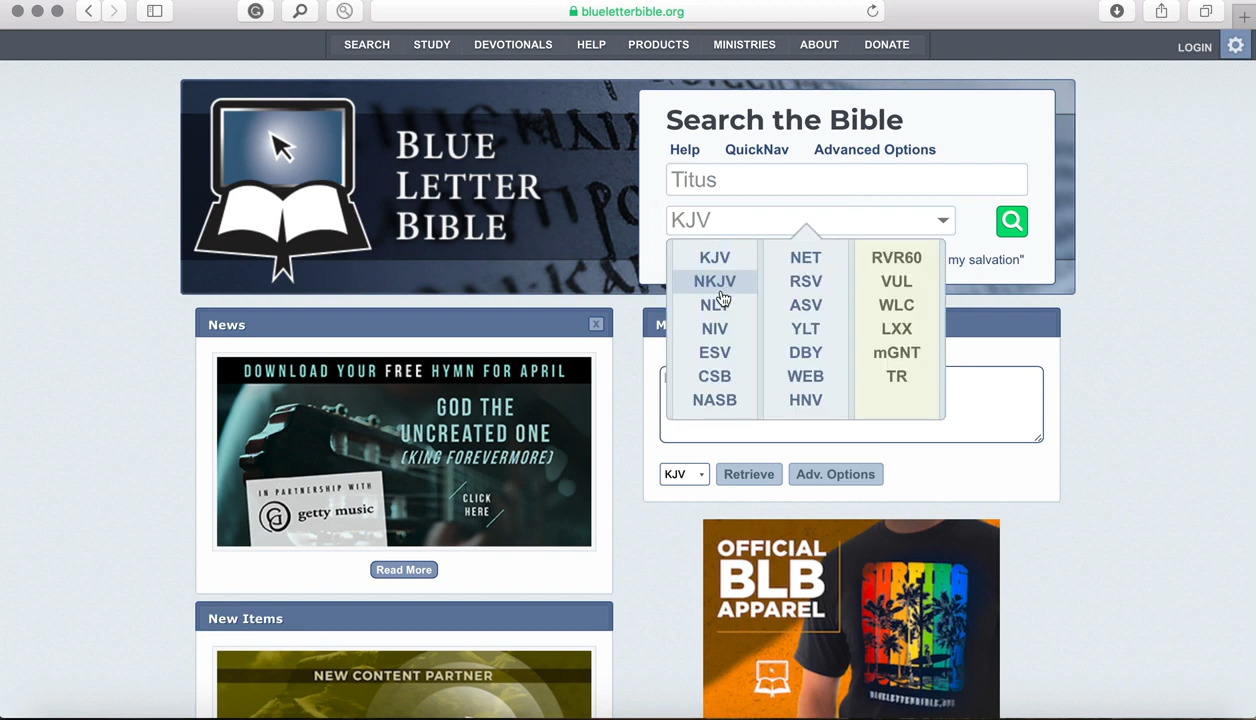 blueletterbible.org
SEARCH STUDY DEVOTIONALS HELP PRODUCTS MINISTRIES ABOUT DONATE
LOGIN
BLUE
LETTER
BIBLE
Search the Bible
Help QuickNav Advanced Options
Titus
KJV
my salvation"
KJV NET RVR60
NKJV RSV VUL
ASV WLC
NIV YLT LXX
ESV DBY mGNT
CSB WEB TR
NASB HNV
News
x
DOWNLOAD YOUR FREE HYMN FOR APRIL
GOD THE
UNCREATED ONE
(KING FOREVERMORE)
IN PARTNERSHIP WITH
G getty music
CLICK
HERE
Read More
KJV Retrieve Adv. Options
New Items
NEW CONTENT PARTNER
OFFICIAL
BLB
APPAREL
BLUELETTERBIBLE.ORG